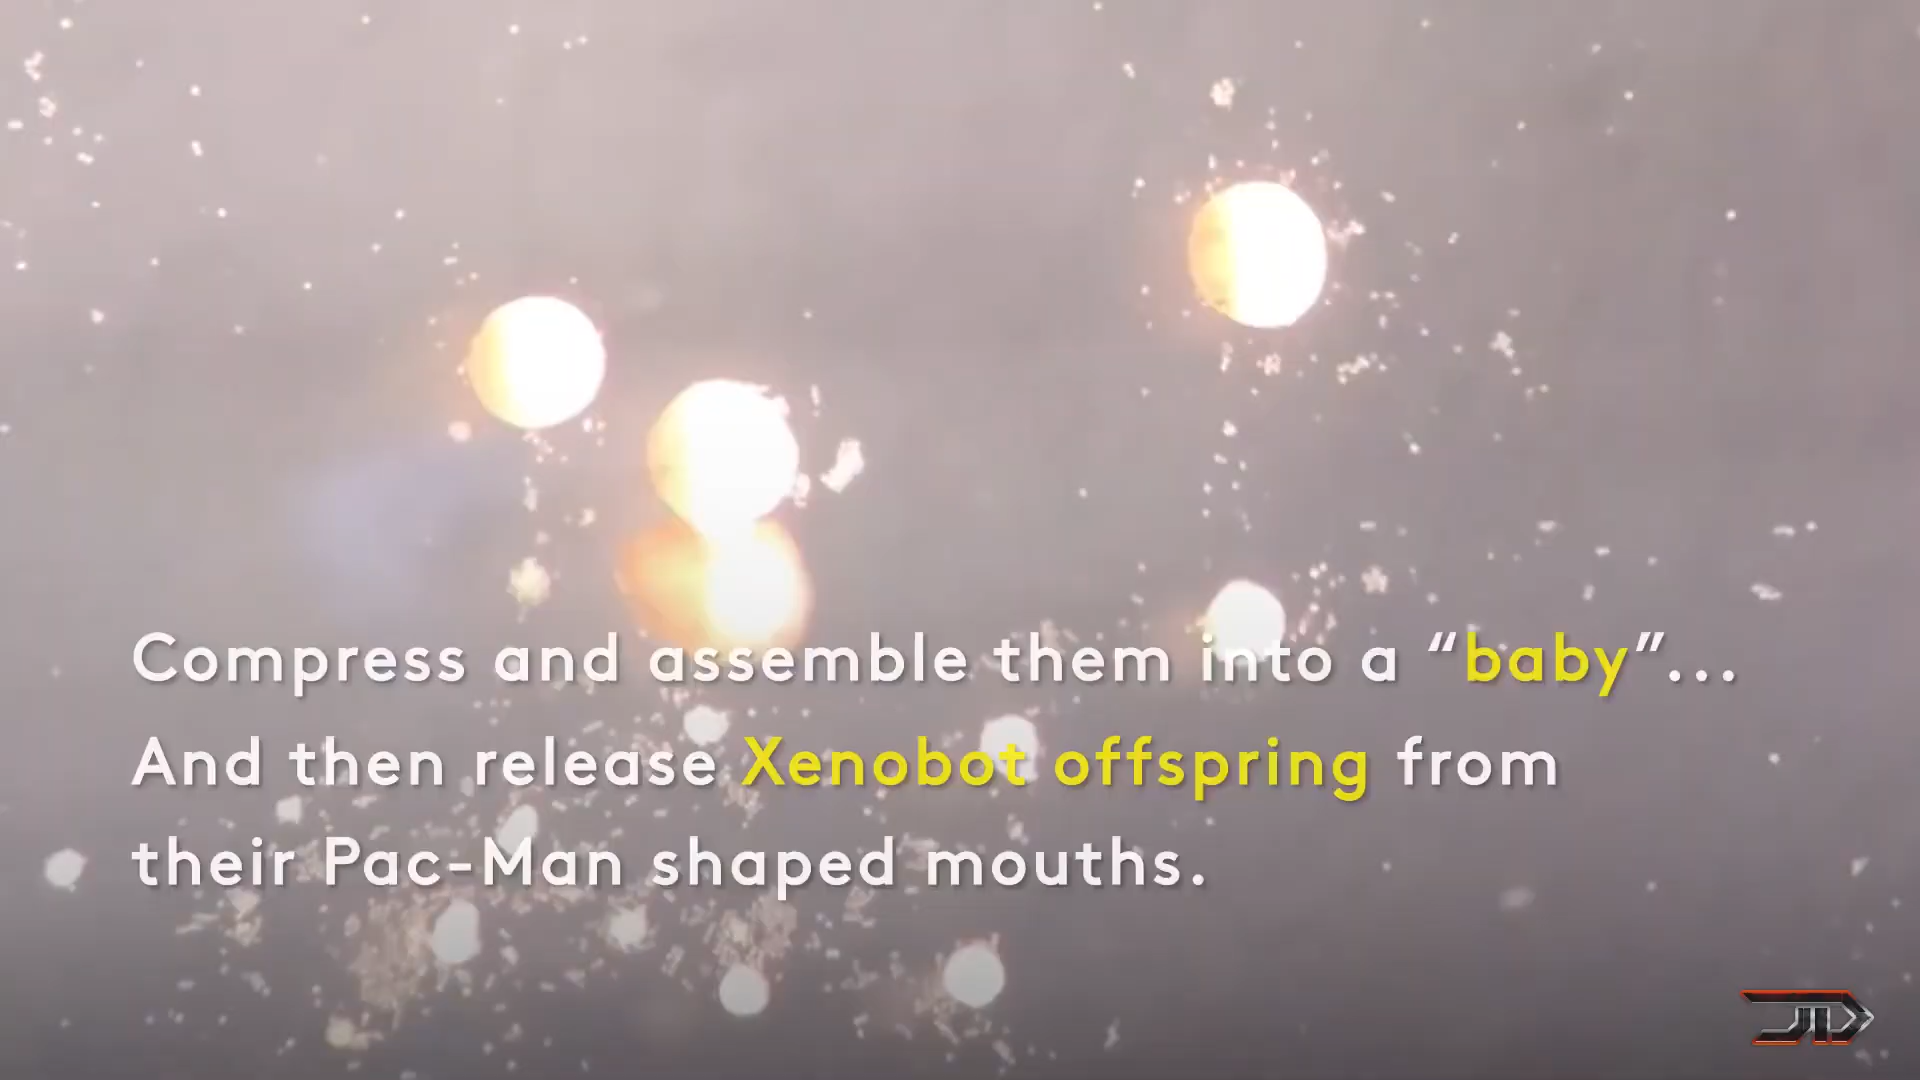 Compress and assemble them into a “baby”...
And then release Xenobot offspring from
their Pac-Man shaped mouths.